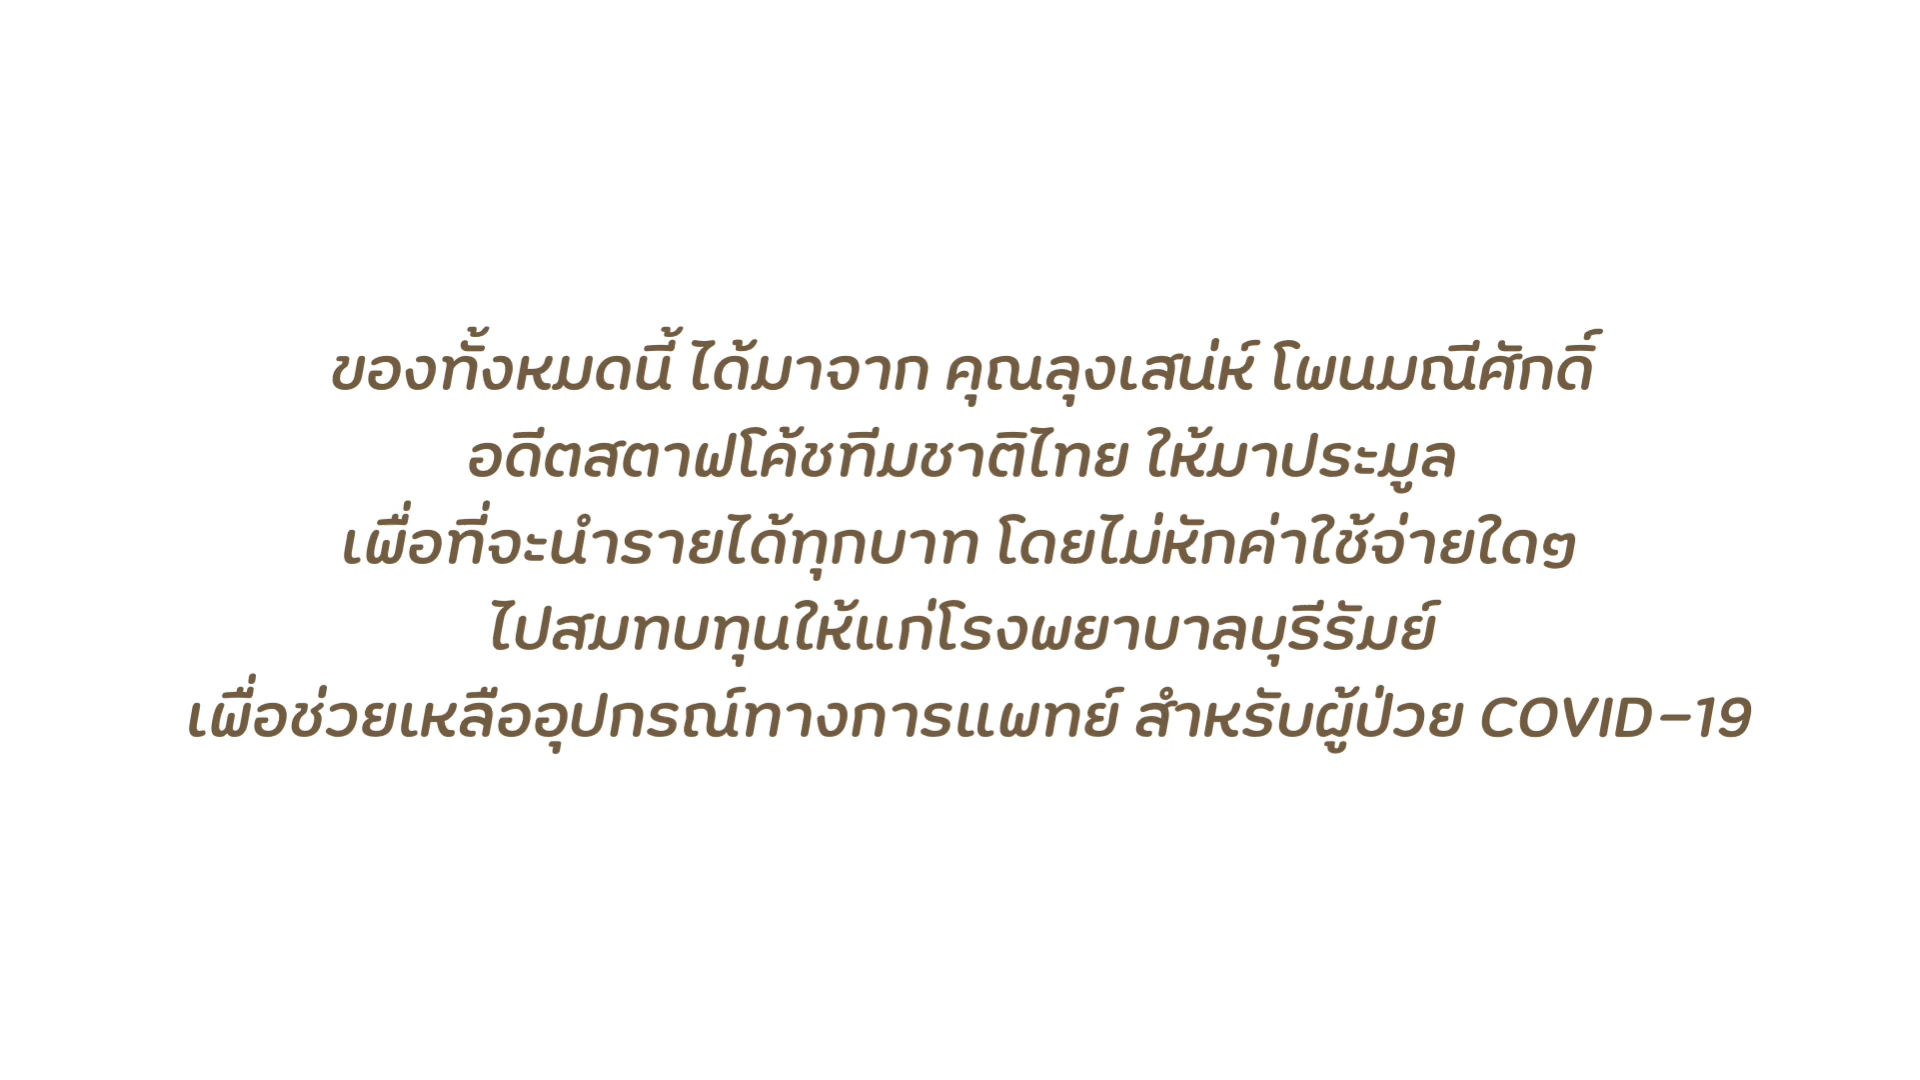 ของทั้งหมดนี้ ได้มาจาก คุณลุงเสน่ห์ โพนมณีศักดิ์
อดีตสตาฟโค้ชทีมชาติไทย ให้มาประมูล
เพื่อที่จะนำรายได้ทุกบาท โดยไม่หักค่าใช้จ่ายใดๆ
ไปสมทบทุนให้แก่โรงพยาบาลบุรีรัมย์
เพื่อช่วยเหลืออุปกรณ์ทางการแพทย์ สำหรับผู้ป่วย COVID-19